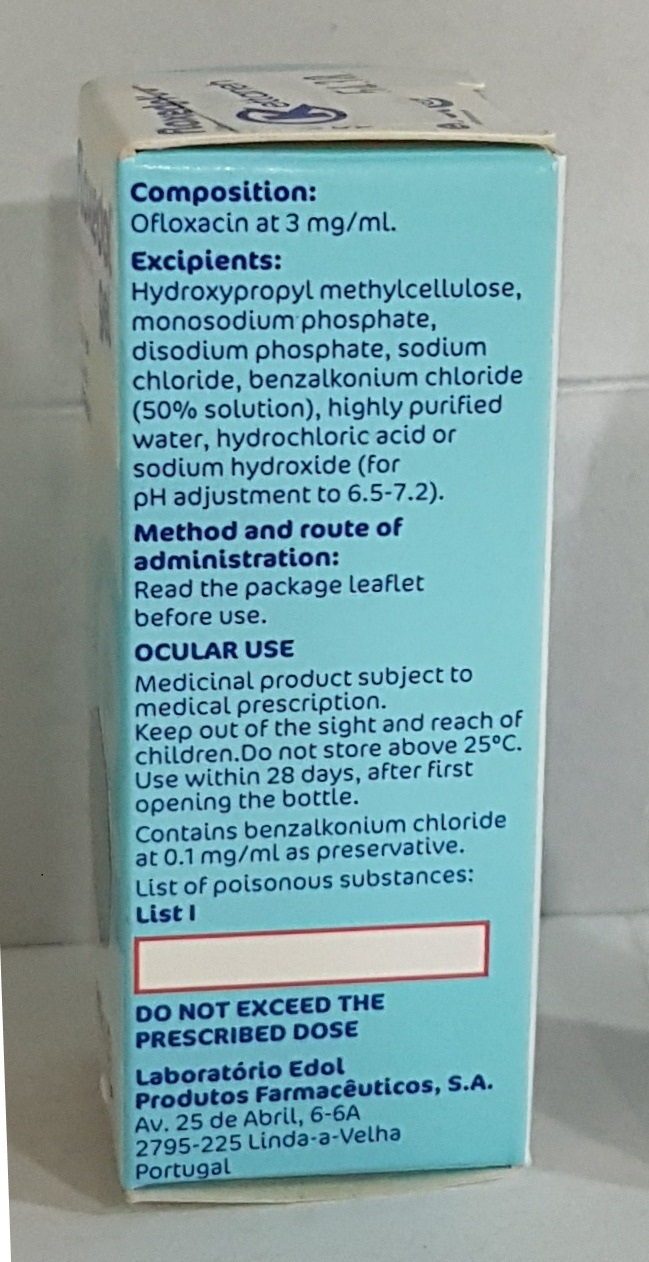 Composition:
Ofloxacin at 3 mg/ml.
Excipients:
Hydroxypropyl methylcellulose,
monosodium phosphate,
disodium phosphate, sodium
chloride, benzalkonium chloride
(50% solution), highly purified
water, hydrochloric acid or
sodium hydroxide (for
pH adjustment to 6.5-7.2).
Method and route of
administration:
Read the package leaflet
before use.
OCULAR USE
Medicinal product subject to
medical prescription.
Keep out of the sight and reach of
children.Do not store above 25°C.
Use within 28 days, after first
opening the bottle.
Contains benzalkonium chloride
at 0.1 mg/ml as preservative.
List of poisonous substances:
List I
DO NOT EXCEED THE
PRESCRIBED DOSE
Laboratório Edol
Produtos Farmacêuticos, S.A.
Av. 25 de Abril, 6-6A
2795-225 Linda-a-Velha
Portugal